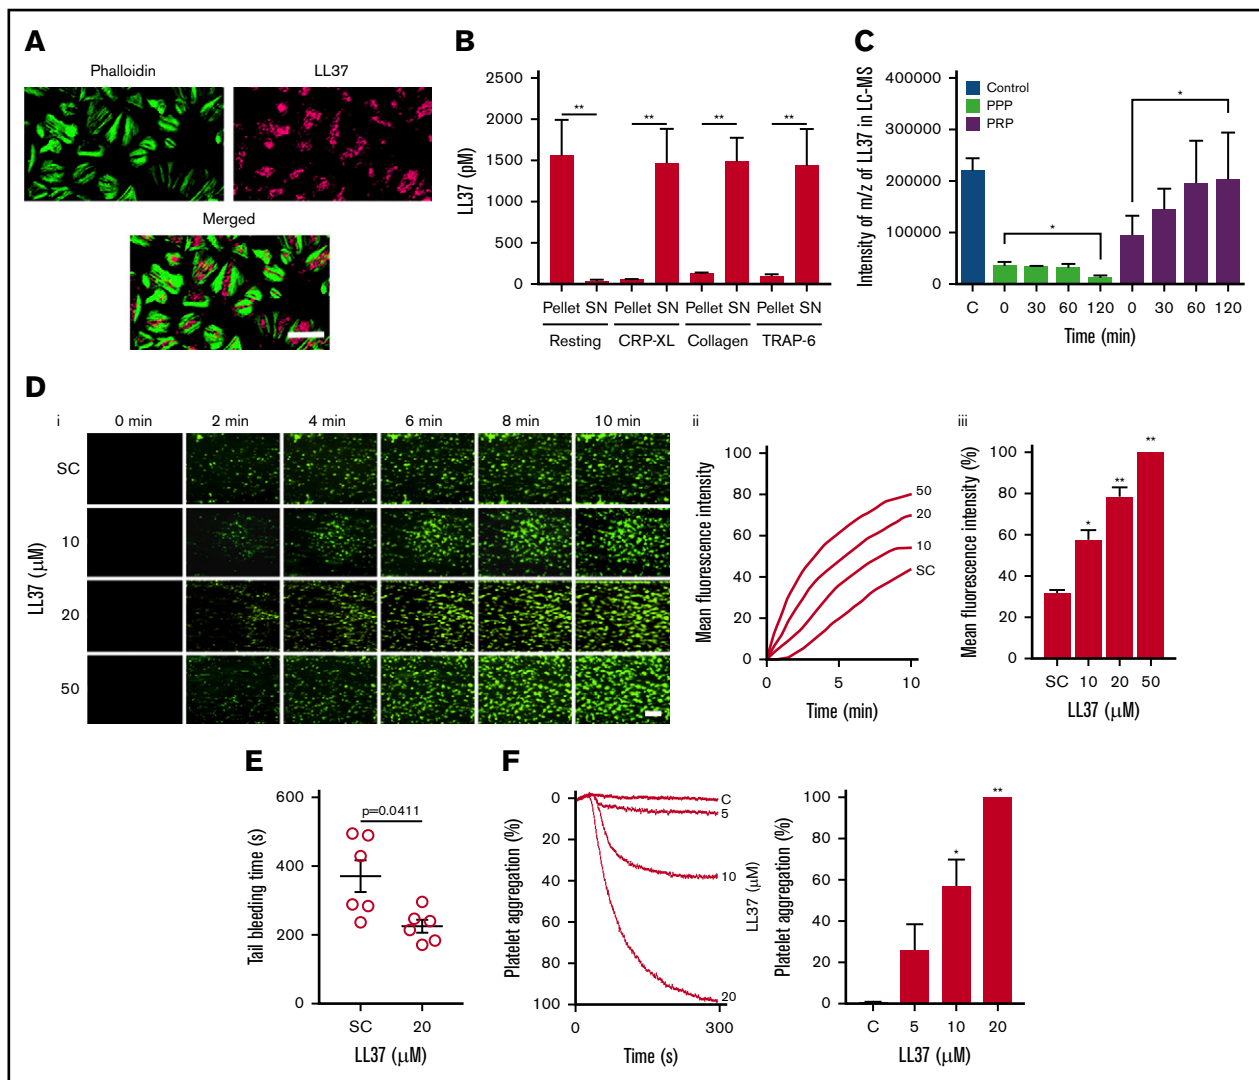 A
Phalloidin
LL37
Merged
B
LL37 (pM)
2500
2000
1500
1000
500
0
** ** ** **
Pellet SN Pellet SN Pellet SN Pellet SN
Resting CRP-XL Collagen TRAP-6
C
Intensity of m/z of LL37 in LC-MS
400000
300000
200000
100000
0
Control
PPP
PRP
*
*
C 0 30 60 120 0 30 60 120
Time (min)
D
i
0 min 2 min 4 min 6 min 8 min 10 min
SC
10
20
50
LL37 (μM)
ii
Mean fluorescence intensity
100
80
60
40
20
0
50
20
10
SC
0 5 10
Time (min)
iii
Mean fluorescence intensity (%)
100
80
60
40
20
0
* ** **
SC 10 20 50
LL37 (μM)
E
Tail bleeding time (s)
600
400
200
0
p=0.0411
SC 20
LL37 (μM)
F
Platelet aggregation (%)
0
20
40
60
80
100
C
5
10
20
LL37 (μM)
0 300
Time (s)
Platelet aggregation (%)
100
80
60
40
20
0
* **
C 5 10 20
LL37 (μM)